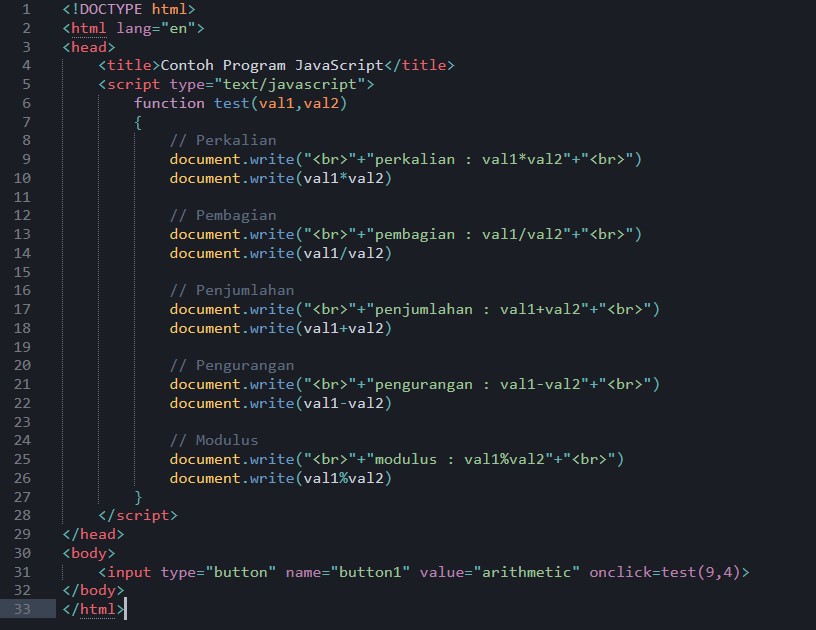 1 <!DOCTYPE html>
2 <html lang="en">
3 <head>
4 <title>Contoh Program JavaScript</title>
5 <script type="text/javascript">
6 function test(val1,val2)
7 {
8 // Perkalian
9 document.write("<br>"+"perkalian : val1*val2"+"<br>")
10 document.write(val1*val2)
11
12 // Pembagian
13 document.write("<br>"+"pembagian : val1/val2"+"<br>")
14 document.write(val1/val2)
15
16 // Penjumlahan
17 document.write("<br>"+"penjumlahan : val1+val2"+"<br>")
18 document.write(val1+val2)
19
20 // Pengurangan
21 document.write("<br>"+"pengurangan : val1-val2"+"<br>")
22 document.write(val1-val2)
23
24 // Modulus
25 document.write("<br>"+"modulus : val1%val2"+"<br>")
26 document.write(val1%val2)
27 }
28 </script>
29 </head>
30 <body>
31 <input type="button" name="button1" value="arithmetic" onclick=test(9,4)>
32 </body>
33 </html>